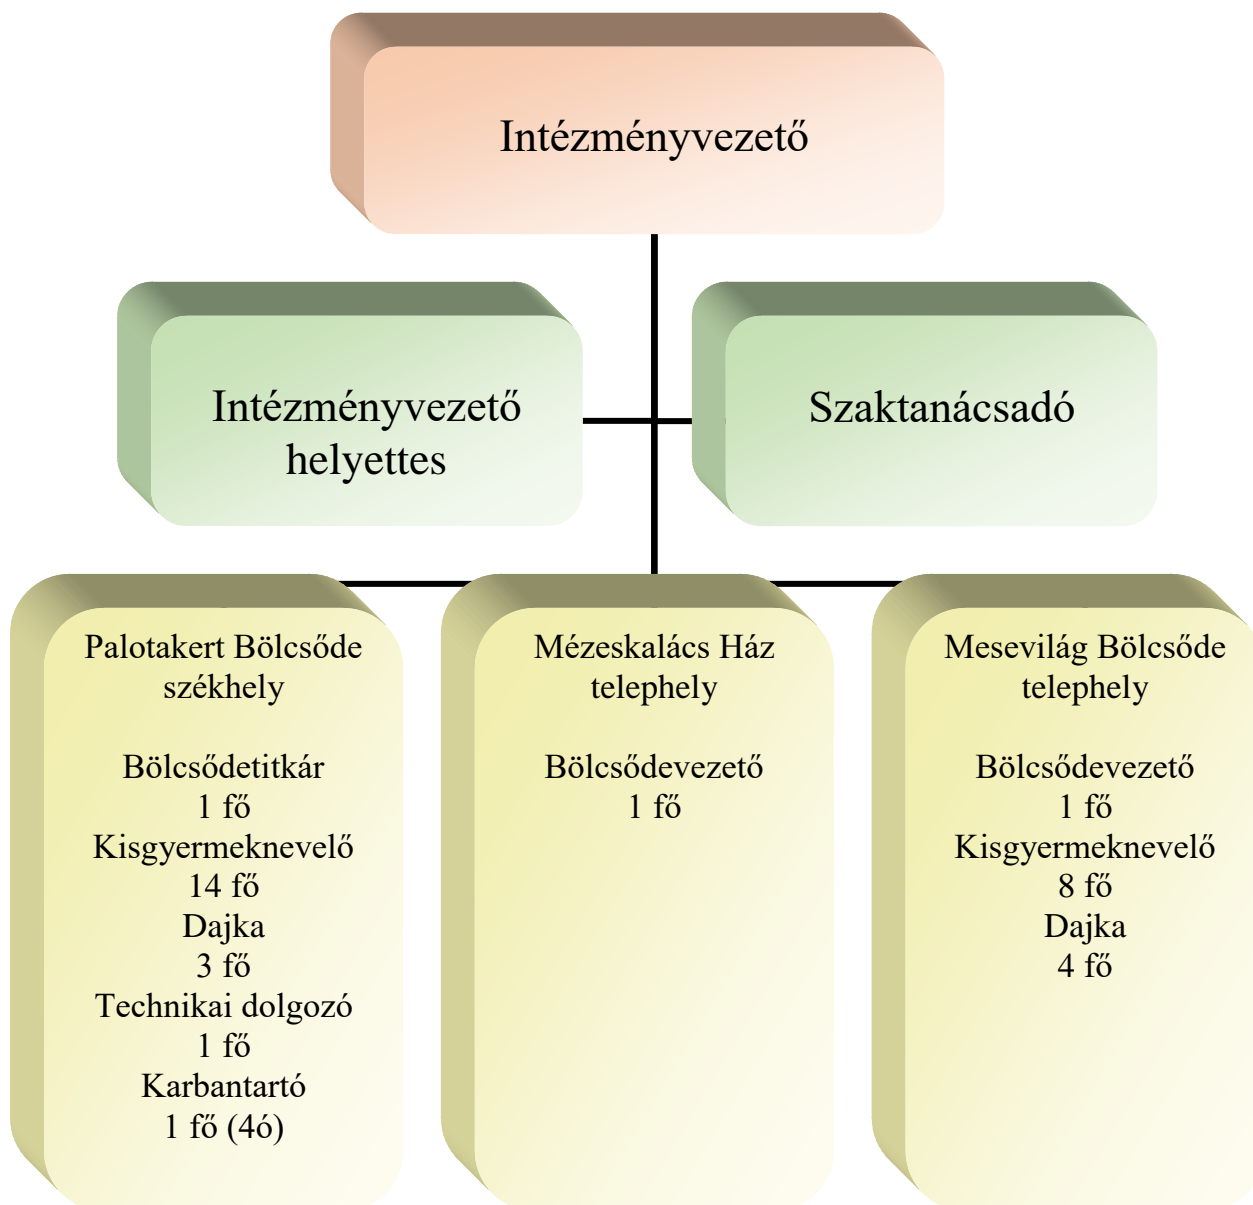 Intézményvezető
Intézményvezető
helyettes
Szaktanácsadó
Palotakert Bölcsőde
székhely
Bölcsődetitkár
1 fő
Kisgyermeknevelő
14 fő
Dajka
3 fő
Technikai dolgozó
1 fő
Karbantartó
1 fő (4ó)
Mézeskalács Ház
telephely
Bölcsődevezető
1 fő
Mesevilág Bölcsőde
telephely
Bölcsődevezető
1 fő
Kisgyermeknevelő
8 fő
Dajka
4 fő